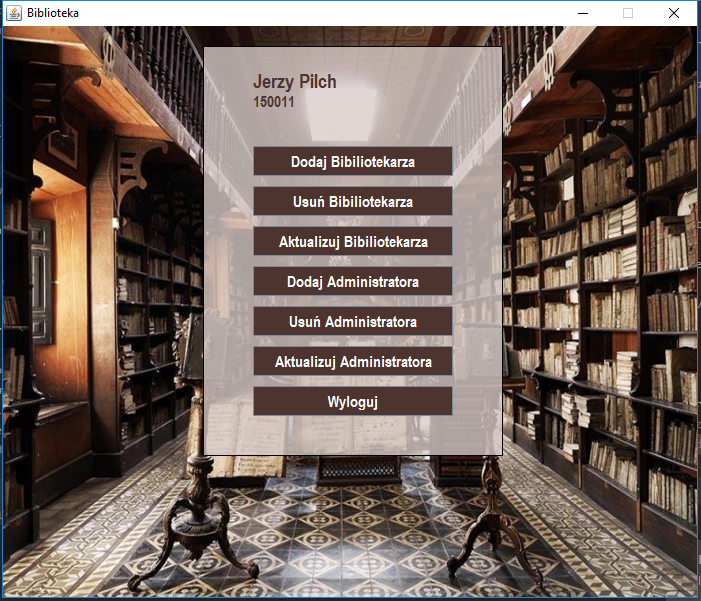 Biblioteka
Jerzy Pilch
150011
Dodaj Bibiliotekarza
Usuń Bibiliotekarza
Aktualizuj Bibiliotekarza
Dodaj Administratora
Usuń Administratora
Aktualizuj Administratora
Wyloguj